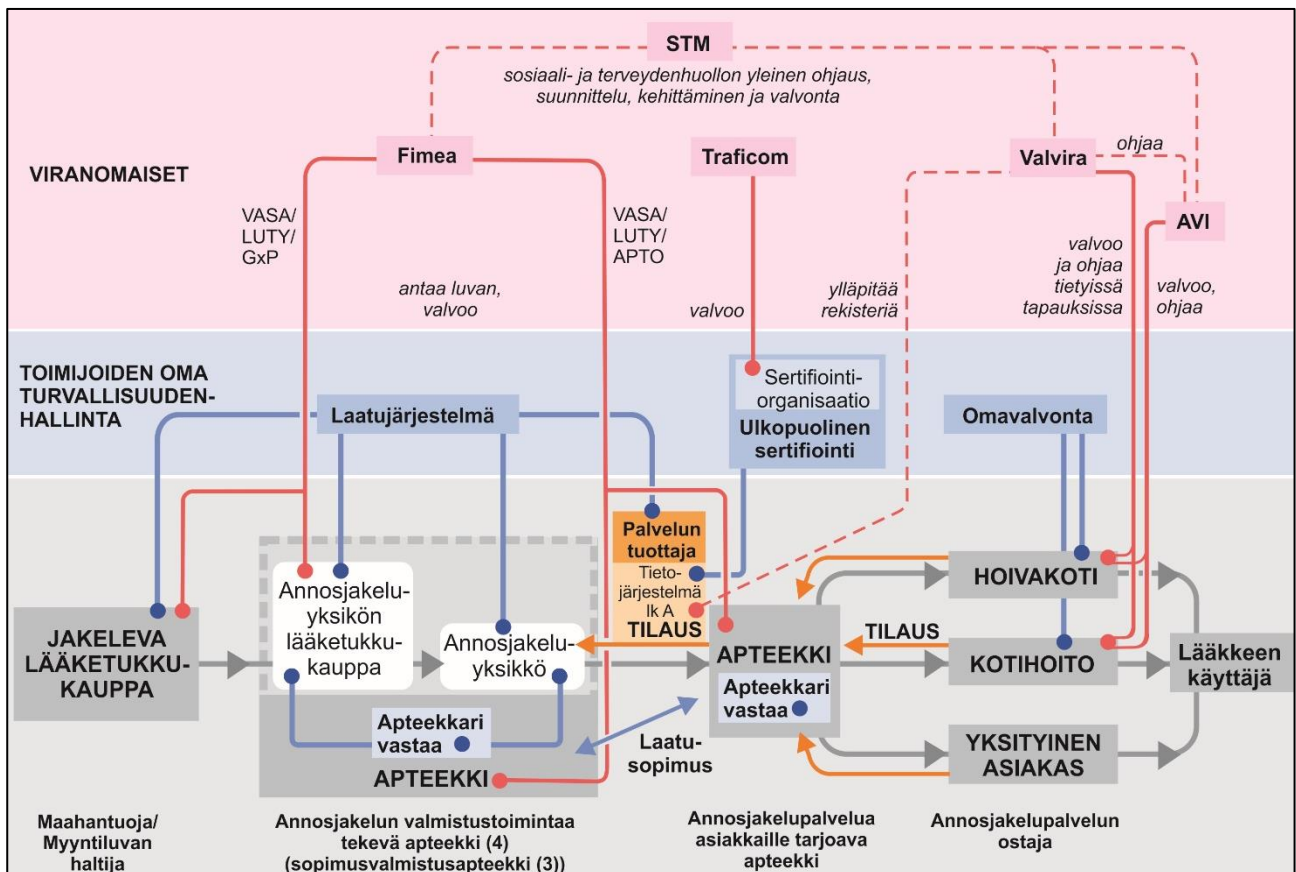 STM
sosiaali- ja terveydenhuollon yleinen ohjaus,
suunnittelu, kehittäminen ja valvonta
VIRANOMAISET
Fimea
Traficom
Valvira
ohjaa
AVI
VASA/
LUTY/
GxP
VASA/
LUTY/
APTO
antaa luvan,
valvoo
valvoo
ylläpitää
rekisteriä
valvoo
ja ohjaa
tietyissä
tapauksissa
valvoo,
ohjaa
TOIMIJOIDEN OMA
TURVALLISUUDEN-
HALLINTA
Laatujärjestelmä
Sertifiointi-
organisaatio
Ulkopuolinen
sertifiointi
Omavalvonta
JAKELEVA
LÄÄKETUKKU-
KAUPPA
Annosjakelu-
yksikön
lääketukku-
kauppa
Annosjakelu-
yksikkö
Apteekkari
vastaa
APTEEKKI
Palvelun
tuottaja
Tieto-
järjestelmä
lk A
TILAUS
Laatu-
sopimus
APTEEKKI
Apteekkari
vastaa
TILAUS
HOIVAKOTI
KOTIHOITO
YKSITYINEN
ASIAKAS
Lääkkeen
käyttäjä
Maahantuoja/
Myyntiluvan
haltija
Annosjakelun valmistustoimintaa
tekevä apteekki (4)
(sopimusvalmistusapteekki (3))
Annosjakelupalvelua
asiakkaille tarjoava
apteekki
Annosjakelupalvelun
ostaja